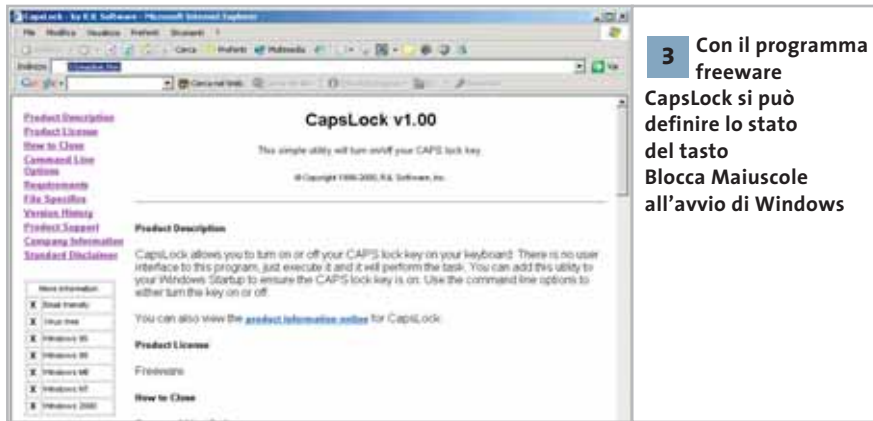 CapsLock - by R.B. Software - Microsoft Internet Explorer
File Modifica Visualizza Preferiti Strumenti ?
Cerca Preferiti Multimedia
Indirizzo
Google Cerca nel Web
Product Description
Product License
How to Close
Command Line
Options
Requirements
File Specifics
Version History
Product Support
Company Information
Standard Disclaimer
More Information
X Email friendly
X Virus free
X Windows 95
X Windows 98
X Windows ME
X Windows NT
X Windows 2000
CapsLock v1.00
This simple utility will turn on/off your CAPS lock key.
Software, Inc.
Product Description
CapsLock allows you to turn on or off your CAPS lock key on your keyboard. There is no user
interface to this program, just execute it and it will perform the task. You can add this utility to
your Windows Startup to ensure the CAPS lock key is on. Use the command line options to
either turn the key on or off.
You can also view the product information online for CapsLock.
Product License
Freeware
How to Close
3 Con il programma
freeware
CapsLock si può
definire lo stato
del tasto
Blocca Maiuscole
all'avvio di Windows